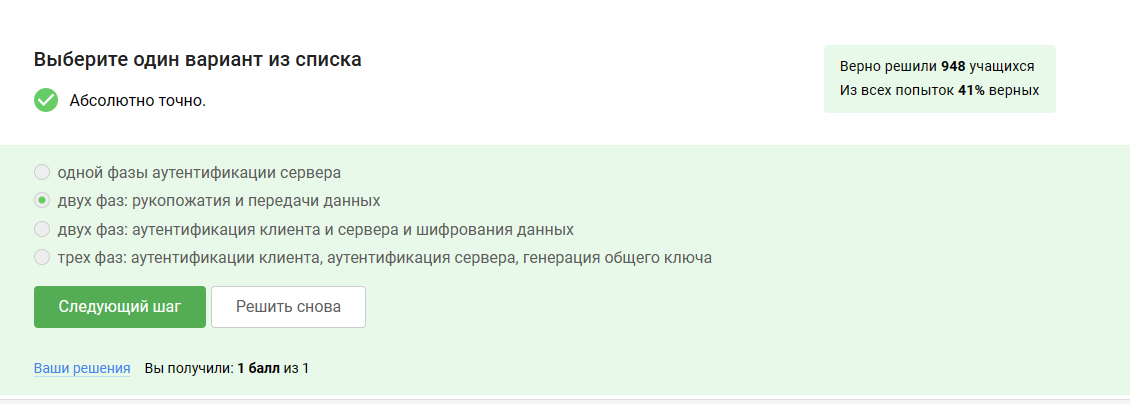 Выберите один вариант из списка
Абсолютно точно.
Верно решили 948 учащихся
Из всех попыток 41% верных
одной фазы аутентификации сервера
двух фаз: рукопожатия и передачи данных
двух фаз: аутентификация клиента и сервера и шифрования данных
трех фаз: аутентификации клиента, аутентификация сервера, генерация общего ключа
Следующий шаг
Решить снова
Ваши решения Вы получили: 1 балл из 1